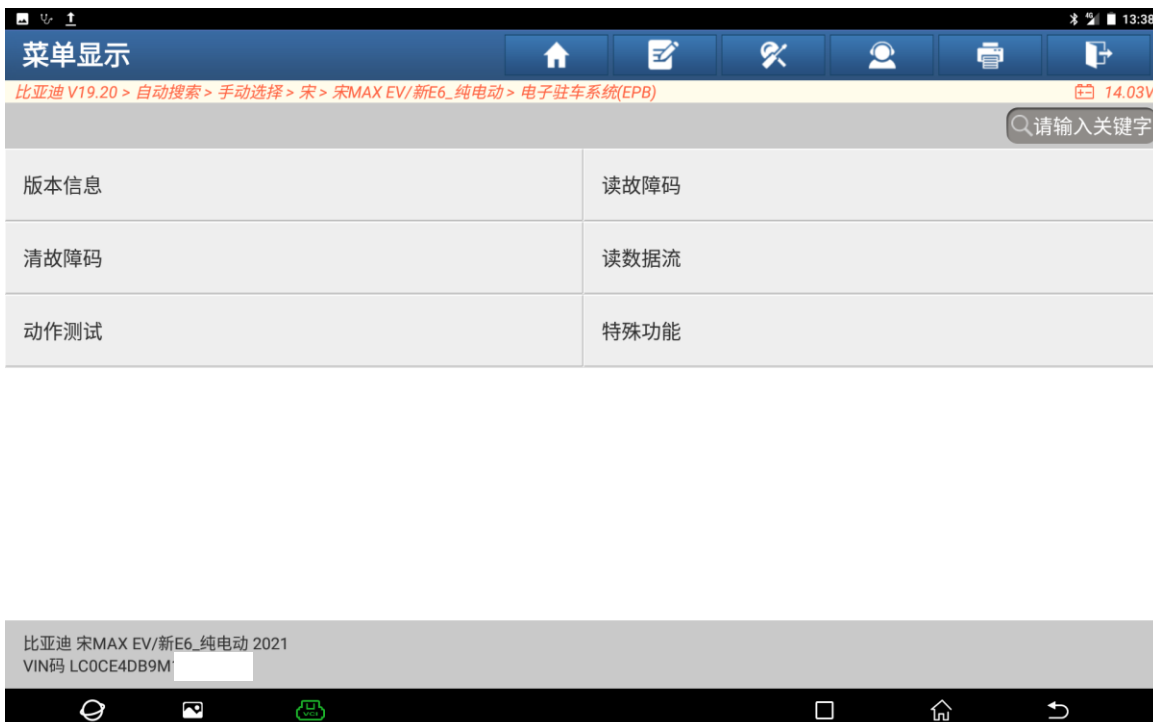 4G 13:38
菜单显示
比亚迪 V19.20 > 自动搜索 > 手动选择 > 宋 > 宋MAX EV/新E6_纯电动 > 电子驻车系统(EPB) 14.03V
请输入关键字
版本信息 读故障码
清故障码 读数据流
动作测试 特殊功能
比亚迪 宋MAX EV/新E6_纯电动 2021
VIN码 LC0CE4DB9M
VCI